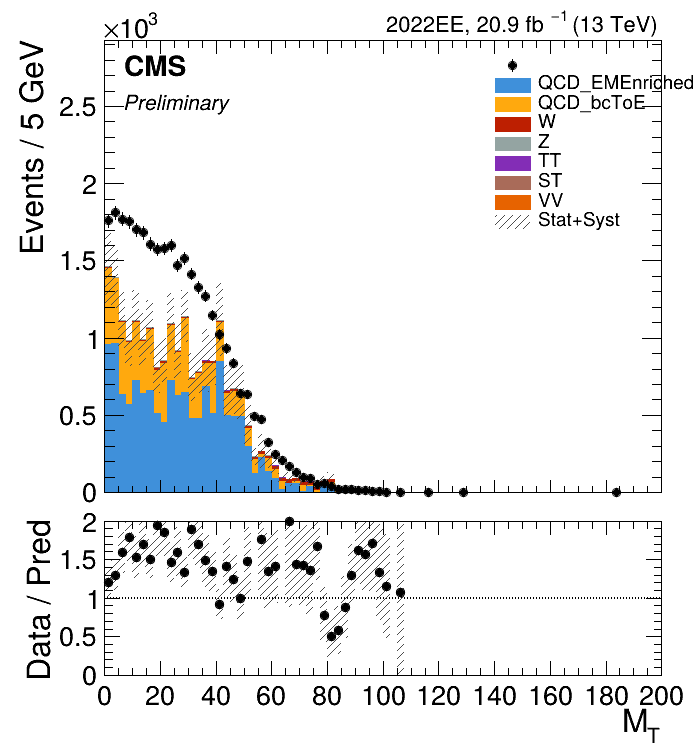 ×10³
2022EE, 20.9 fb ⁻¹ (13 TeV)
Events / 5 GeV
CMS
Preliminary
QCD_EMEnriched
QCD_bcToE
W
Z
TT
ST
VV
Stat+Syst
2.5
2
1.5
1
0.5
0
Data / Pred
2
1.5
1
0.5
0
0 20 40 60 80 100 120 140 160 180 200
M_T